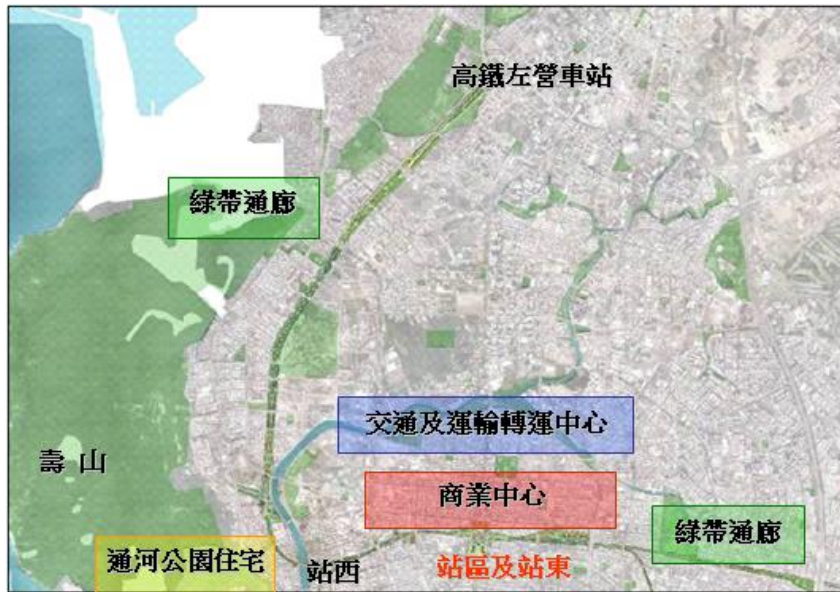 高鐵左營車站
綠帶通廊
交通及運輸轉運中心
壽 山
商業中心
綠帶通廊
通河公園住宅
站西
站區及站東